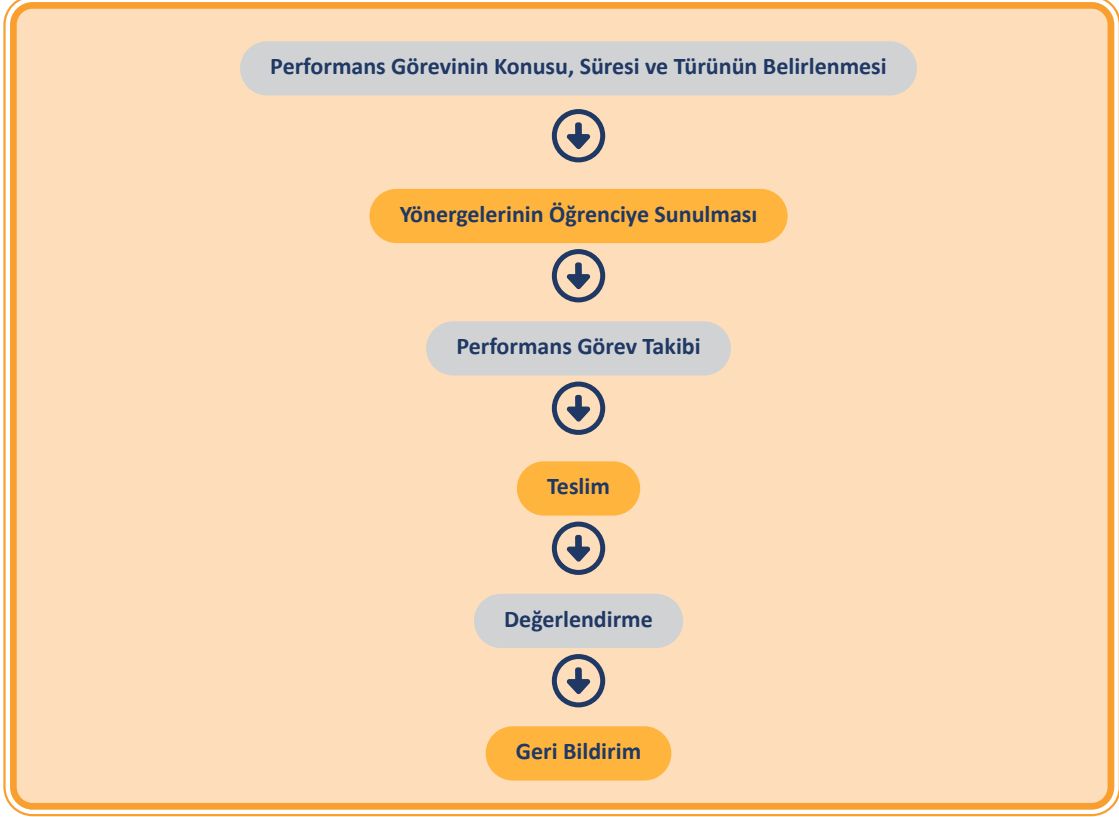 Performans Görevinin Konusu, Süresi ve Türünün Belirlenmesi
Yönergelerinin Öğrenciye Sunulması
Performans Görev Takibi
Teslim
Değerlendirme
Geri Bildirim